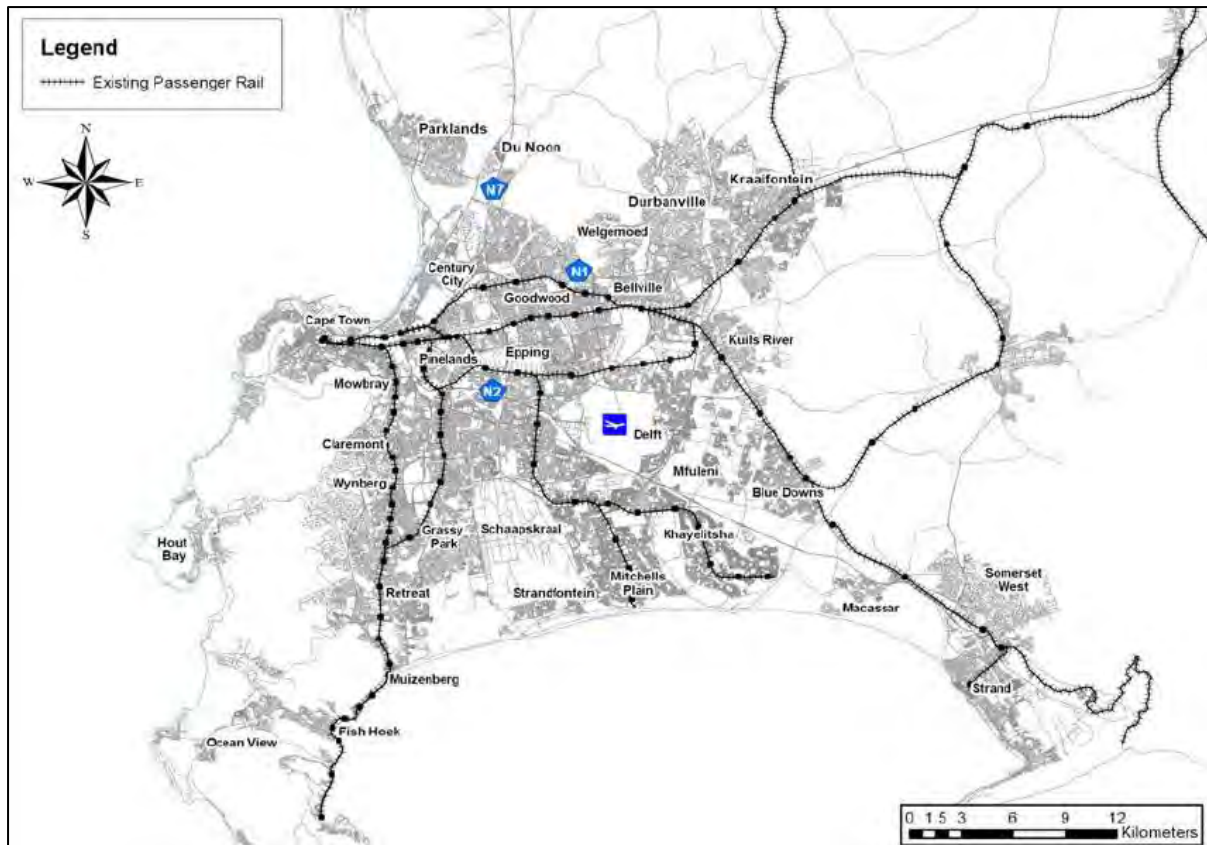 Legend
Existing Passenger Rail
N
W
E
S
Parklands
Du Noon
N7
Kraaifontein
Durbanville
Welgemoed
Century
City
N1
Bellville
Goodwood
Cape Town
Kuils River
Epping
Pinelands
Mowbray
N2
Delft
Claremont
Mfuleni
Wynberg
Blue Downs
Grassy
Park
Schaapskraal
Khayelitsha
Hout
Bay
Mitchells
Plain
Somerset
West
Retreat
Strandfontein
Macassar
Muizenberg
Strand
Fish Hoek
Ocean View
0 1 5 3 6 9 12
Kilometers